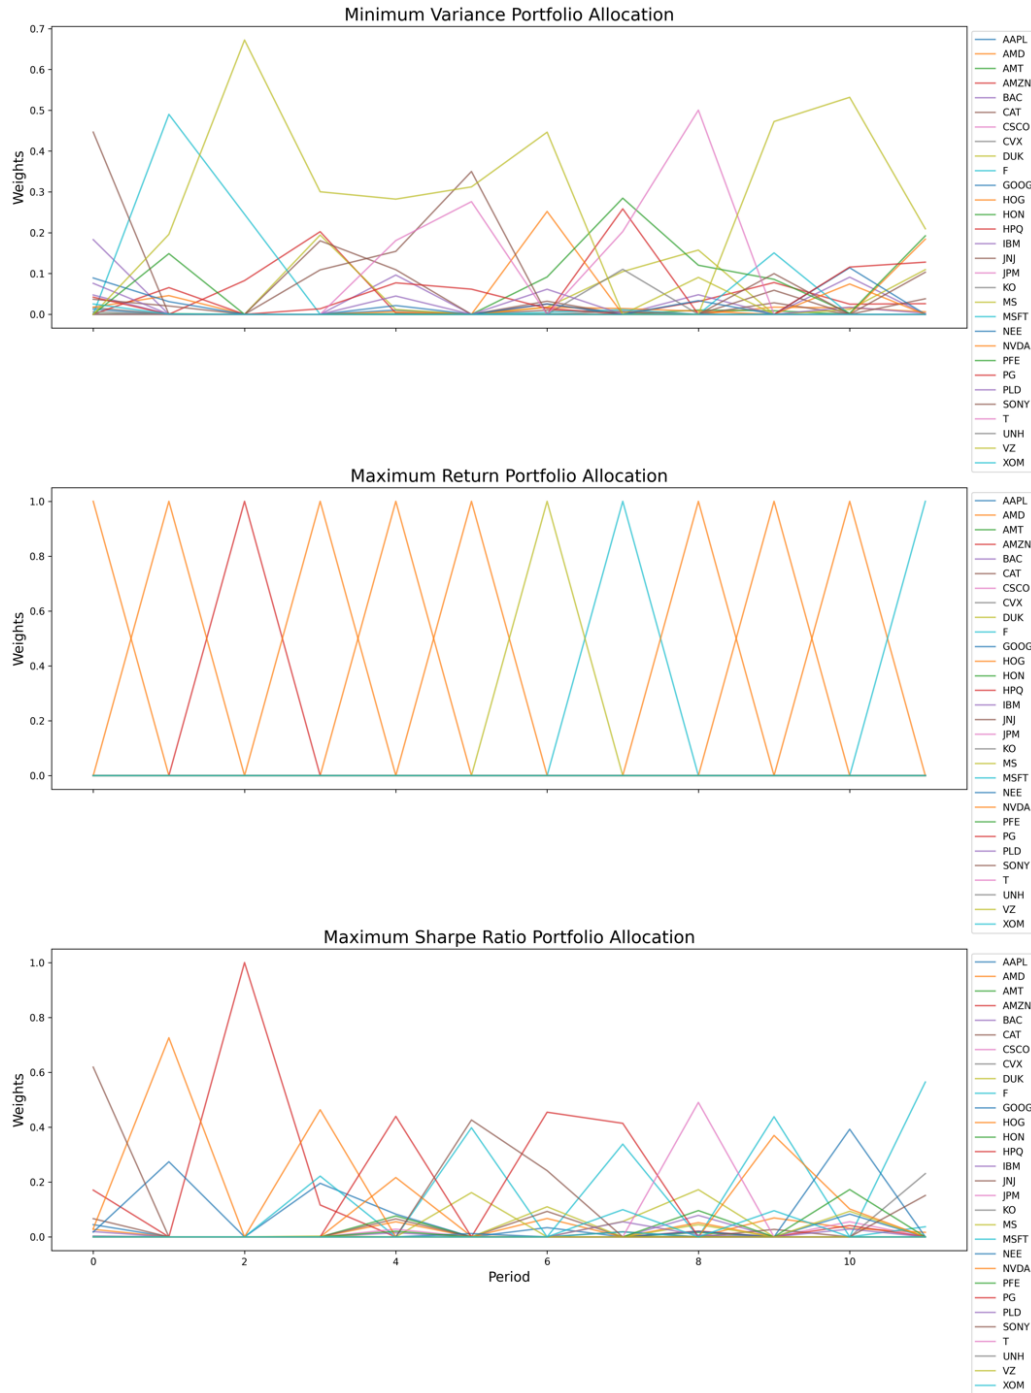 Minimum Variance Portfolio Allocation
0.7
0.6
0.5
0.4
0.3
0.2
0.1
0.0
Weights
AAPL
AMD
AMT
AMZN
BAC
CAT
CSCO
CVX
DUK
F
GOOG
HOG
HON
HPQ
IBM
JNJ
JPM
KO
MS
MSFT
NEE
NVDA
PFE
PG
PLD
SONY
T
UNH
VZ
XOM
Maximum Return Portfolio Allocation
1.0
0.8
0.6
0.4
0.2
0.0
Weights
AAPL
AMD
AMT
AMZN
BAC
CAT
CSCO
CVX
DUK
F
GOOG
HOG
HON
HPQ
IBM
JNJ
JPM
KO
MS
MSFT
NEE
NVDA
PFE
PG
PLD
SONY
T
UNH
VZ
XOM
Maximum Sharpe Ratio Portfolio Allocation
1.0
0.8
0.6
0.4
0.2
0.0
Weights
0 2 4 6 8 10
Period
AAPL
AMD
AMT
AMZN
BAC
CAT
CSCO
CVX
DUK
F
GOOG
HOG
HON
HPQ
IBM
JNJ
JPM
KO
MS
MSFT
NEE
NVDA
PFE
PG
PLD
SONY
T
UNH
VZ
XOM